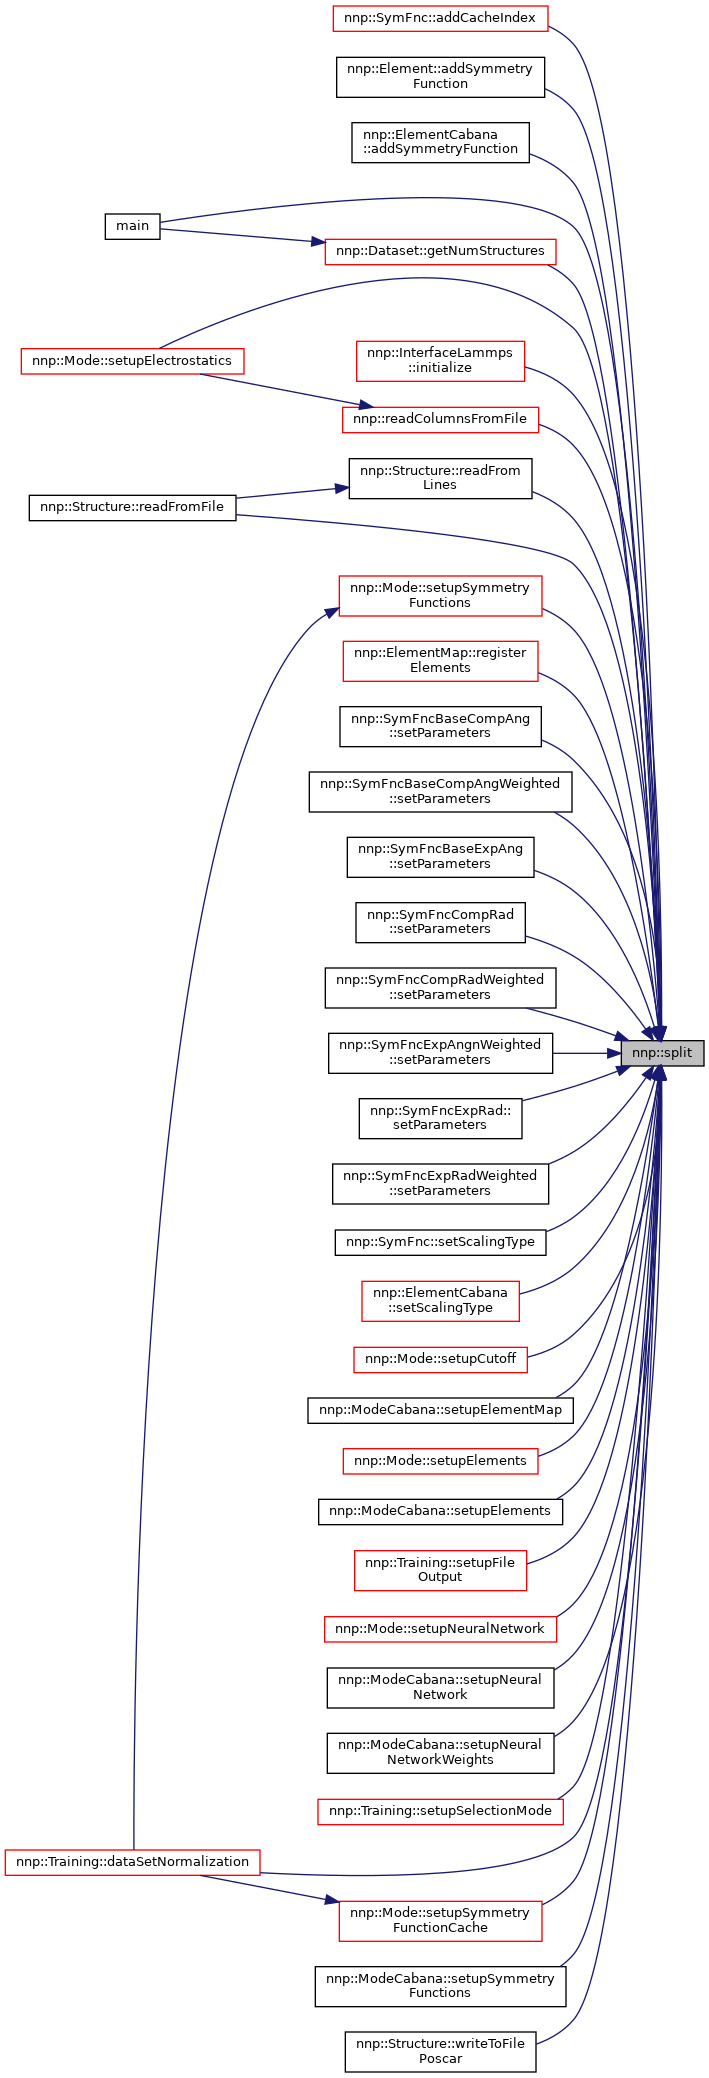 nnp::SymFnc::addCacheIndex
nnp::Element::addSymmetry
Function
nnp::ElementCabana
::addSymmetryFunction
main
nnp::Dataset::getNumStructures
nnp::InterfaceLammps
::initialize
nnp::Mode::setupElectrostatics
nnp::readColumnsFromFile
nnp::Structure::readFrom
Lines
nnp::Structure::readFromFile
nnp::Mode::setupSymmetry
Functions
nnp::ElementMap::register
Elements
nnp::SymFncBaseCompAng
::setParameters
nnp::SymFncBaseCompAngWeighted
::setParameters
nnp::SymFncBaseExpAng
::setParameters
nnp::SymFncCompRad
::setParameters
nnp::SymFncCompRadWeighted
::setParameters
nnp::SymFncExpAngnWeighted
::setParameters
nnp::split
nnp::SymFncExpRad::
setParameters
nnp::SymFncExpRadWeighted
::setParameters
nnp::SymFnc::setScalingType
nnp::ElementCabana
::setScalingType
nnp::Mode::setupCutoff
nnp::ModeCabana::setupElementMap
nnp::Mode::setupElements
nnp::ModeCabana::setupElements
nnp::Training::setupFile
Output
nnp::Mode::setupNeuralNetwork
nnp::ModeCabana::setupNeural
Network
nnp::ModeCabana::setupNeural
NetworkWeights
nnp::Training::setupSelectionMode
nnp::Training::dataSetNormalization
nnp::Mode::setupSymmetry
FunctionCache
nnp::ModeCabana::setupSymmetry
Functions
nnp::Structure::writeToFile
Poscar